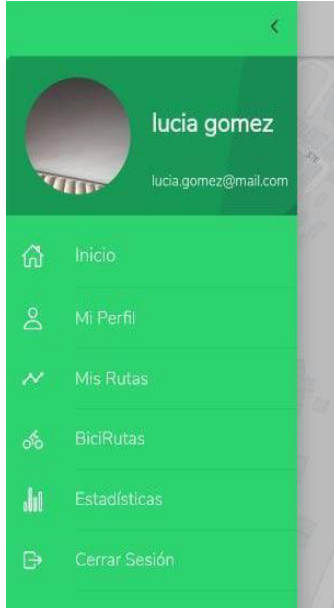 lucia gomez
lucia.gomez@mail.com
Inicio
Mi Perfil
Mis Rutas
BiciRutas
Estadísticas
Cerrar Sesión